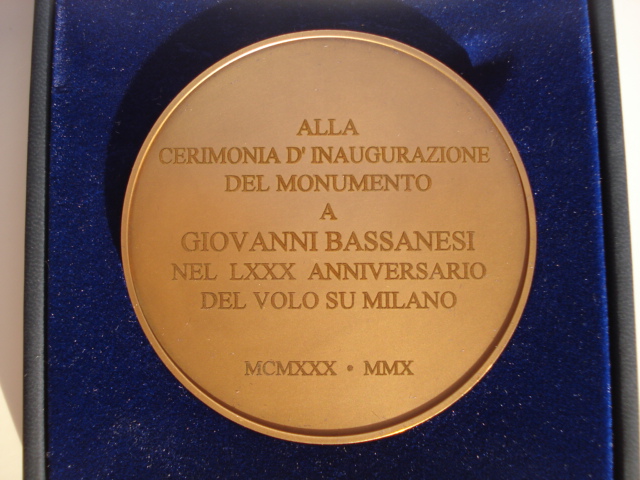 ALLA
CERIMONIA D' INAUGURAZIONE
DEL MONUMENTO
A
GIOVANNI BASSANESI
NEL LXXX ANNIVERSARIO
DEL VOLO SU MILANO
MCMXXX • MMX